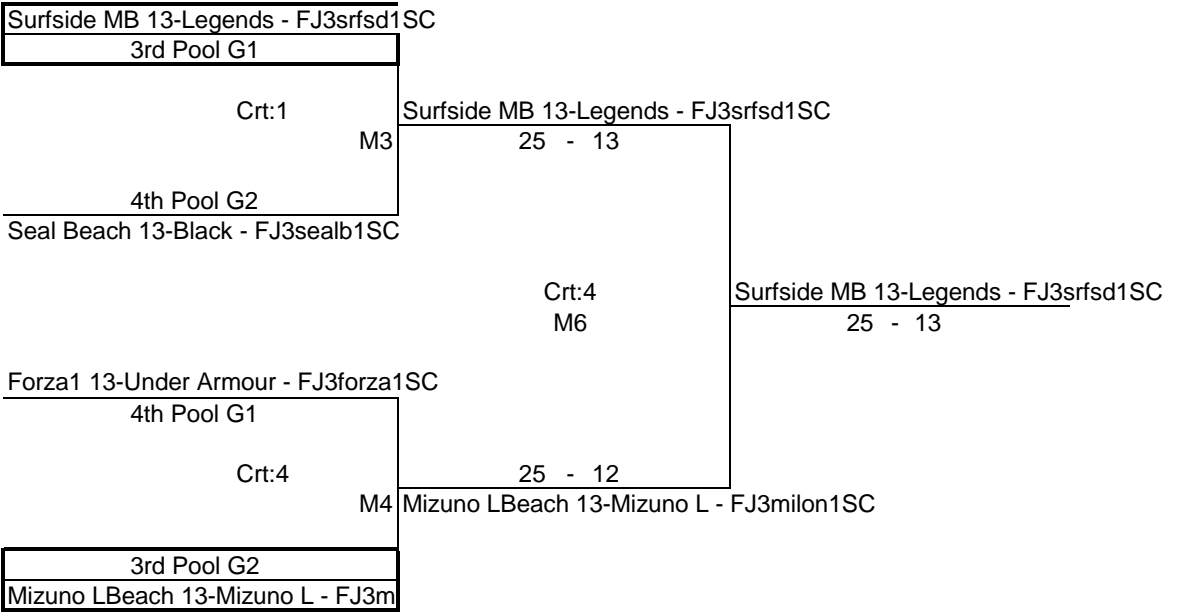 Surfside MB 13-Legends - FJ3srfsd1SC
3rd Pool G1
Crt:1
Surfside MB 13-Legends - FJ3srfsd1SC
M3
25 - 13
4th Pool G2
Seal Beach 13-Black - FJ3sealb1SC
Crt:4
Surfside MB 13-Legends - FJ3srfsd1SC
M6
25 - 13
Forza1 13-Under Armour - FJ3forza1SC
4th Pool G1
Crt:4
25 - 12
M4
Mizuno LBeach 13-Mizuno L - FJ3milon1SC
3rd Pool G2
Mizuno LBeach 13-Mizuno L - FJ3m